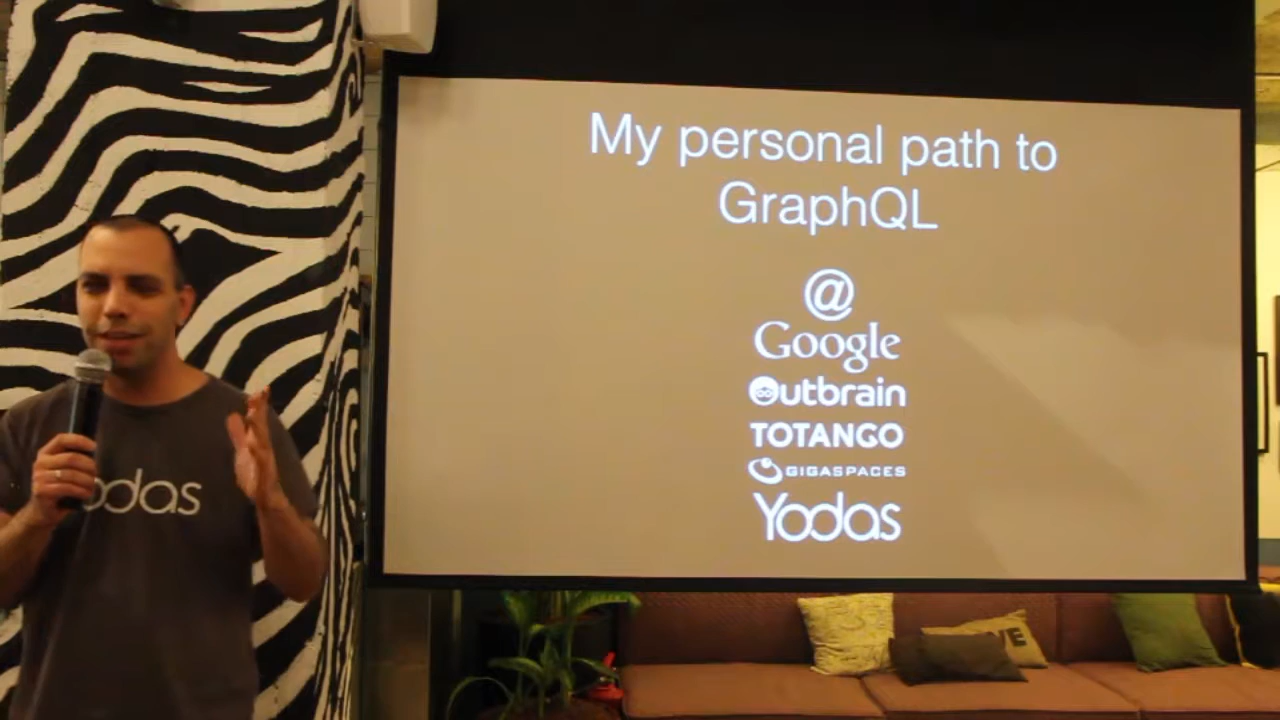 My personal path to
GraphQL
@
Google
Outbrain
TOTANGO
GIGASPACES
Yodas
odas